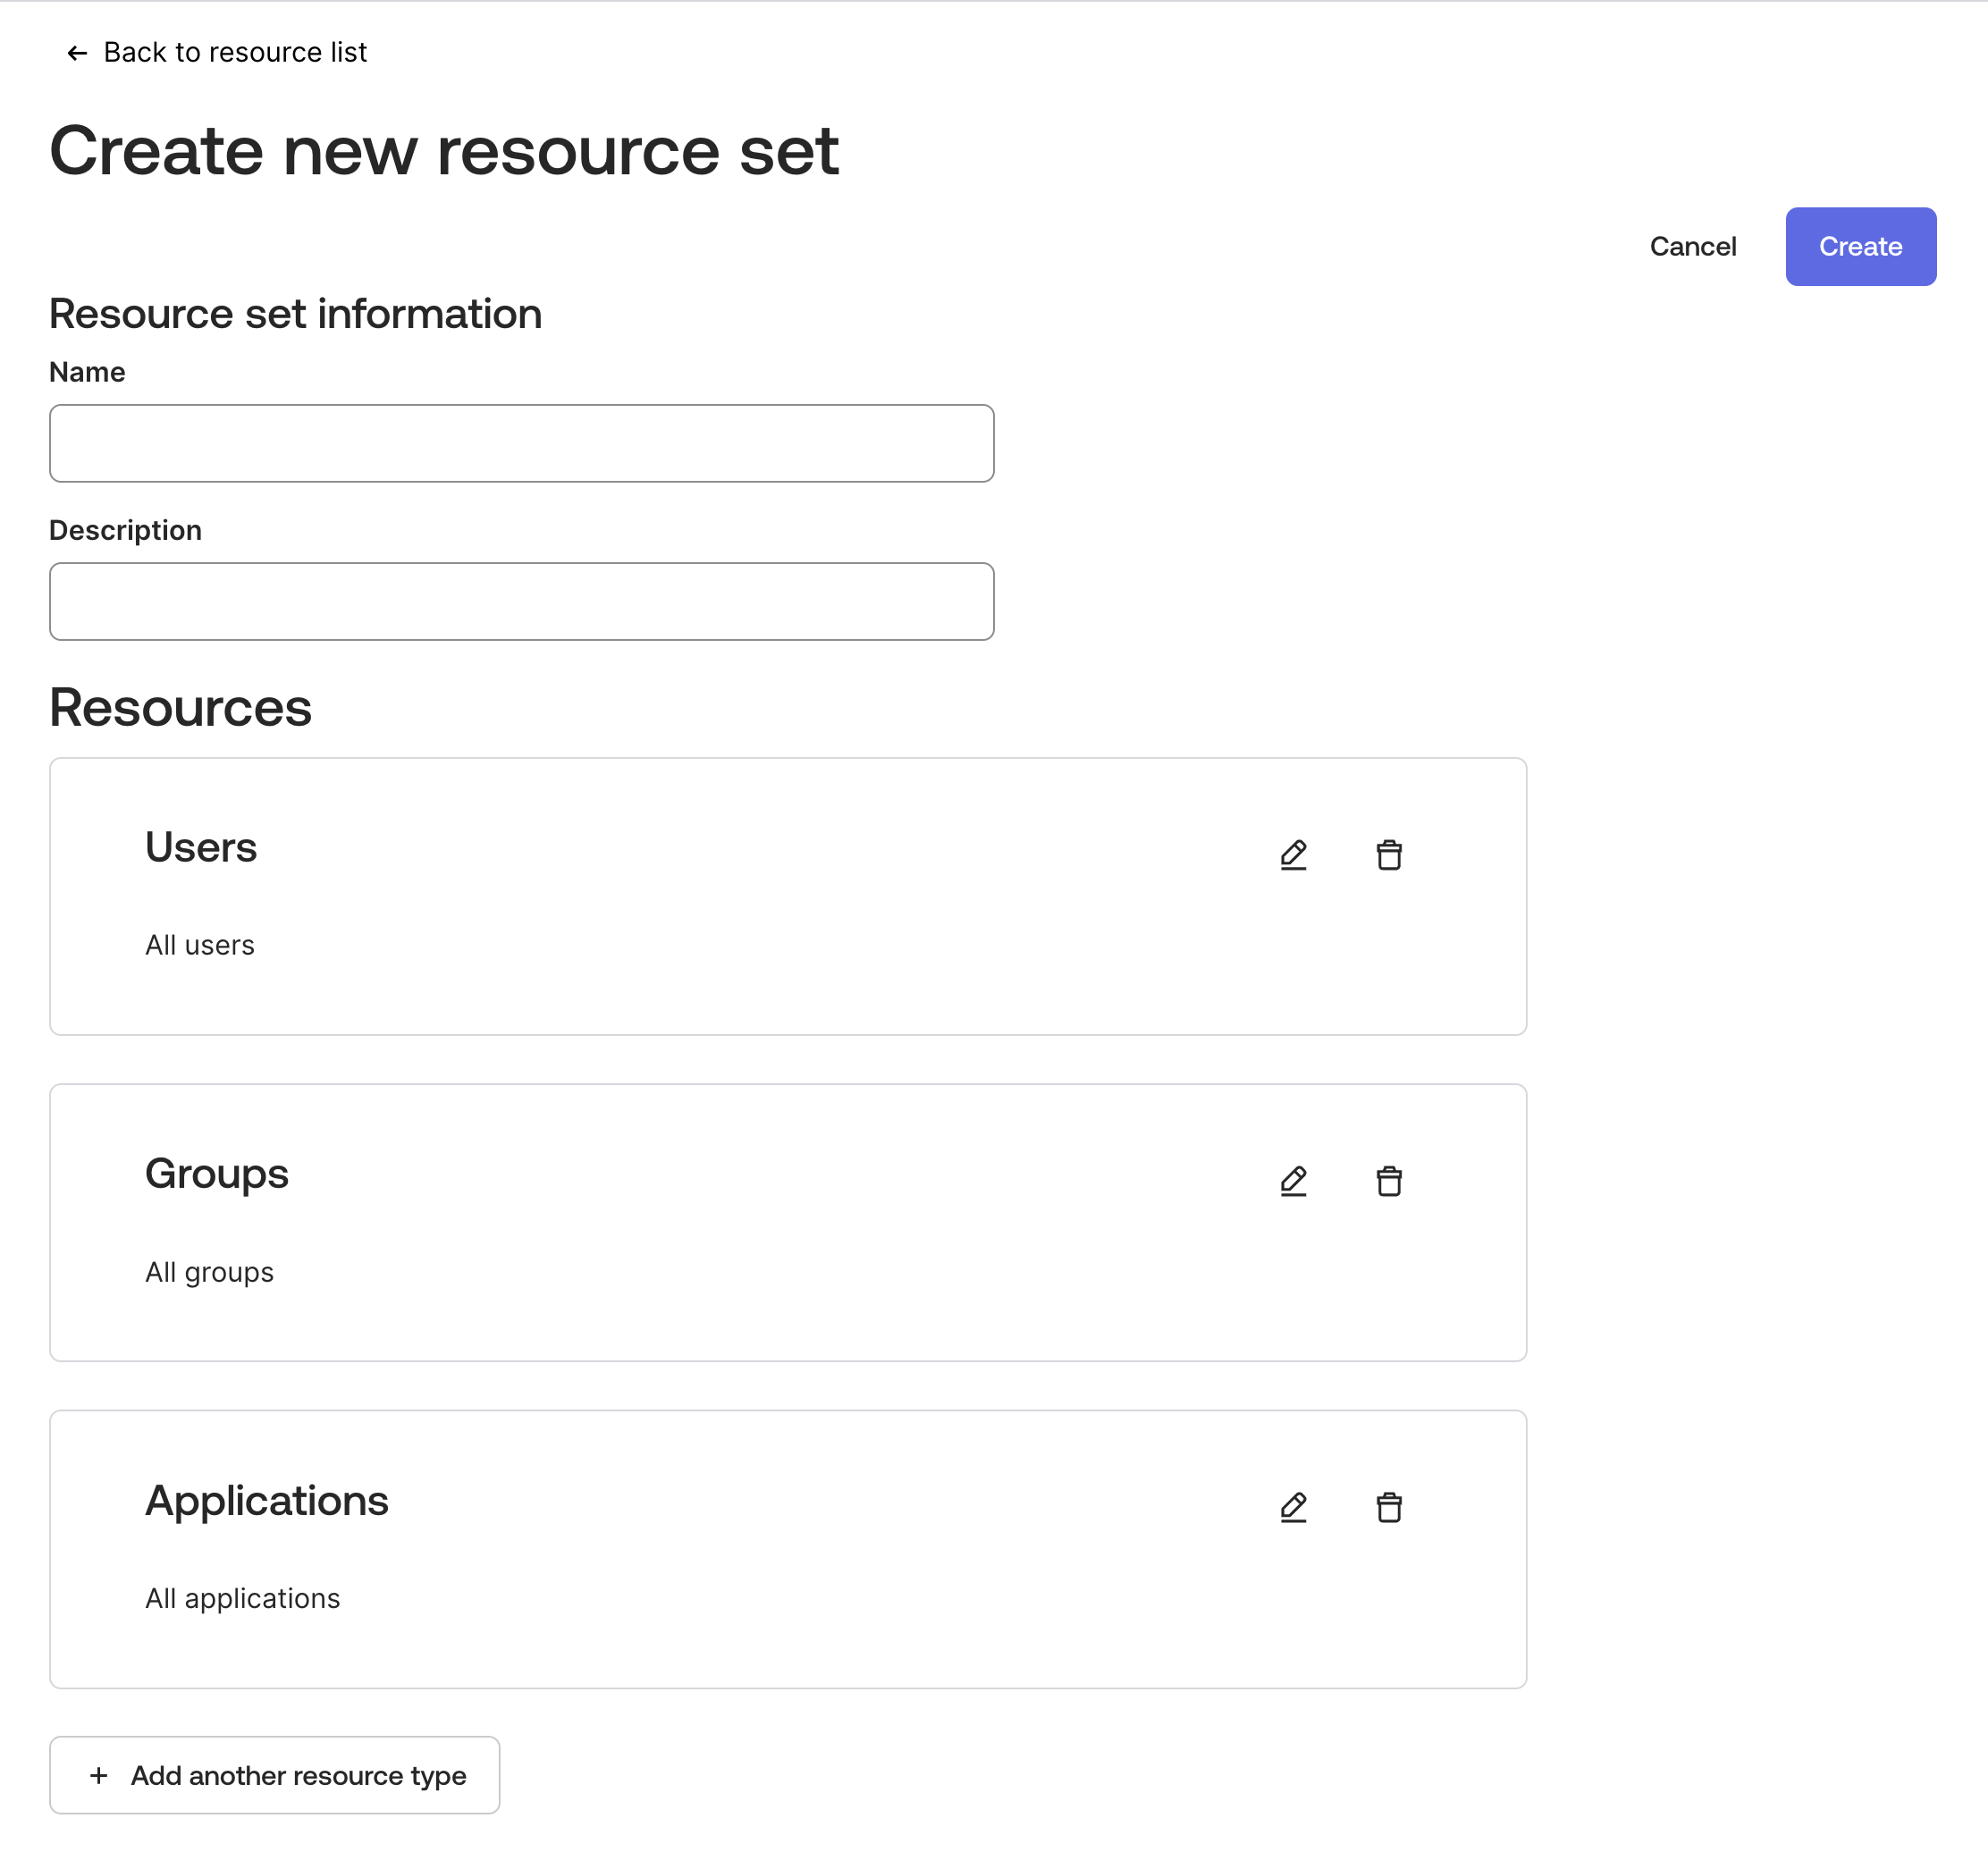 Back to resource list
Create new resource set
Cancel
Create
Resource set information
Name
Description
Resources
Users
All users
Groups
All groups
Applications
All applications
+ Add another resource type